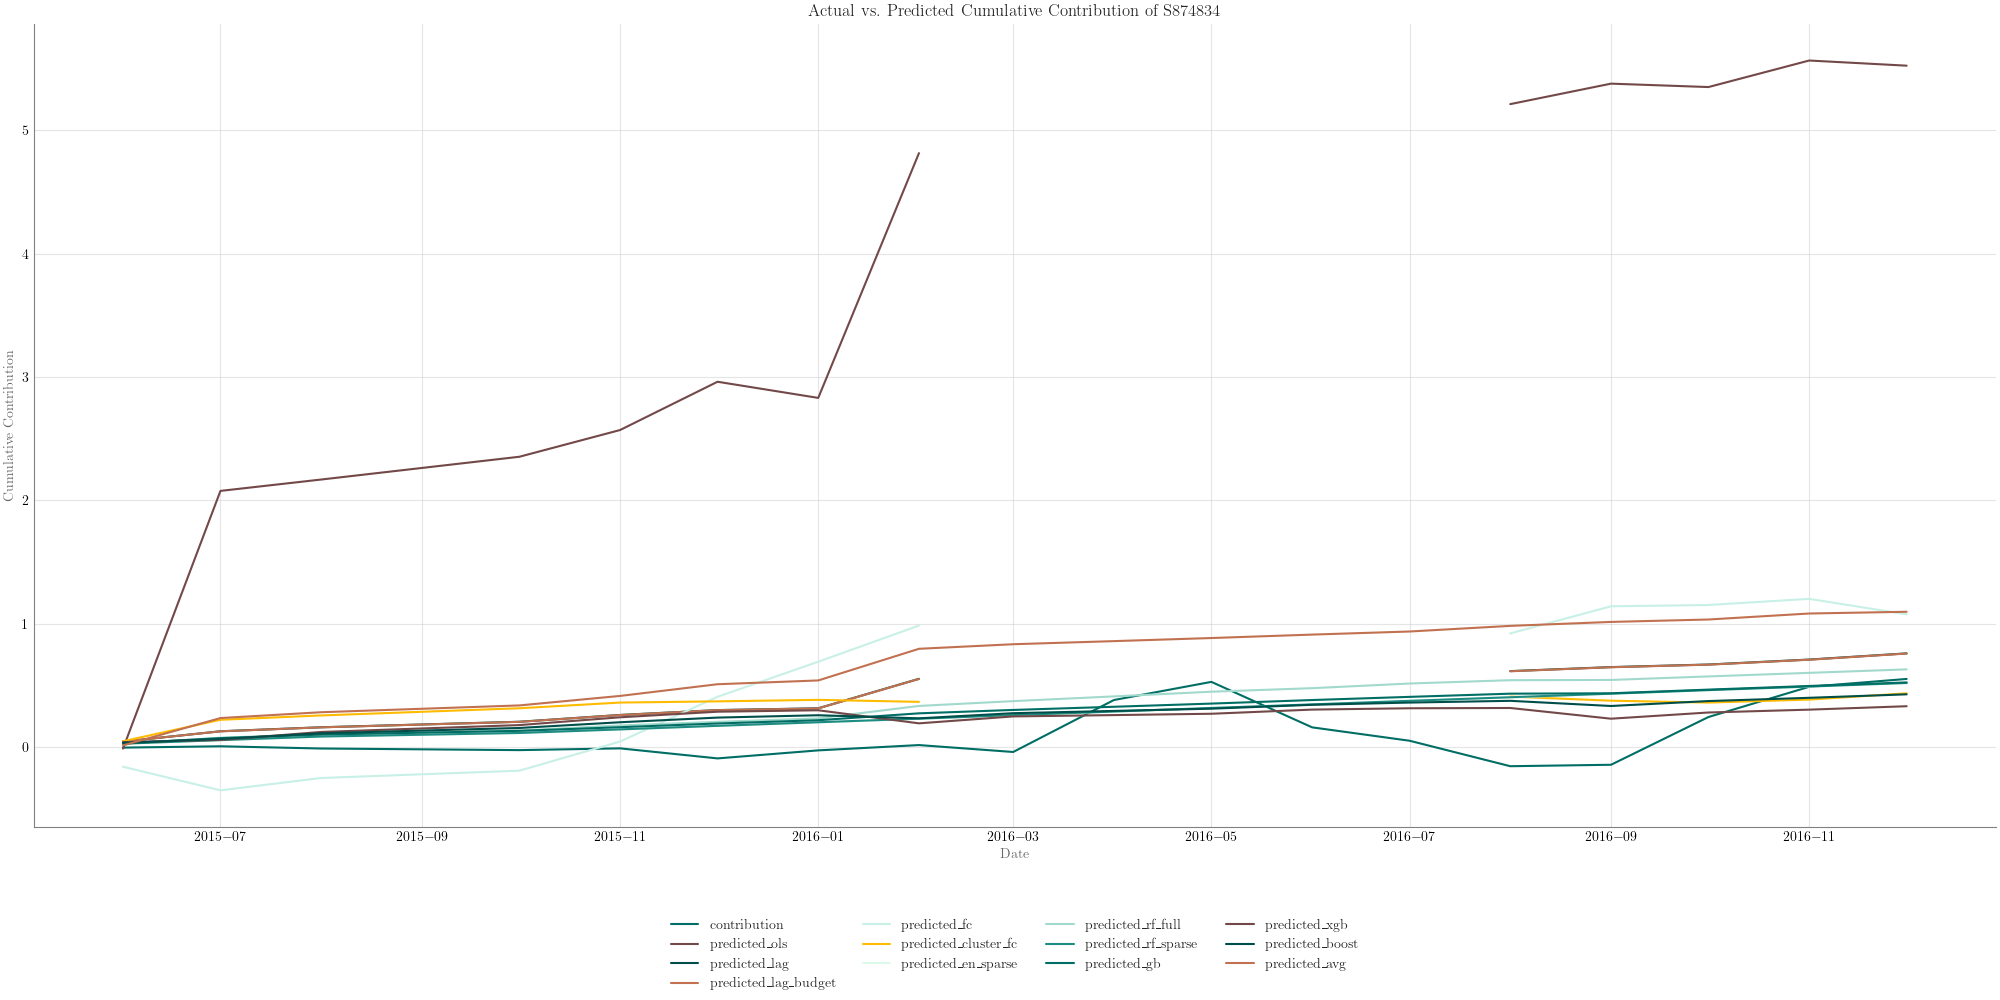 Actual vs. Predicted Cumulative Contribution of S874834
Cumulative Contribution
5
4
3
2
1
0
2015–07 2015–09 2015–11 2016–01 2016–03 2016–05 2016–07 2016–09 2016–11
Date
contribution predicted_fc predicted_rf_full predicted_xgb
predicted_ols predicted_cluster_fc predicted_rf_sparse predicted_boost
predicted_lag predicted_en_sparse predicted_gb predicted_avg
predicted_lag_budget